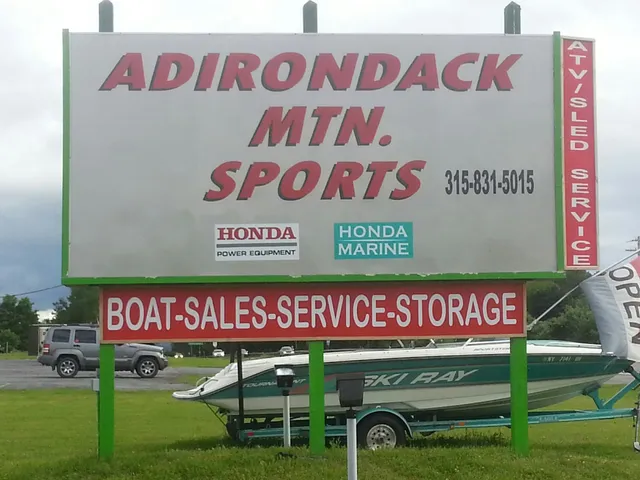 ADIRONDACK
MTN.
SPORTS
315-831-5015
HONDA
POWER EQUIPMENT
HONDA
MARINE
ATV/SLED SERVICE
BOAT-SALES-SERVICE-STORAGE
OPEN
SKI RAY